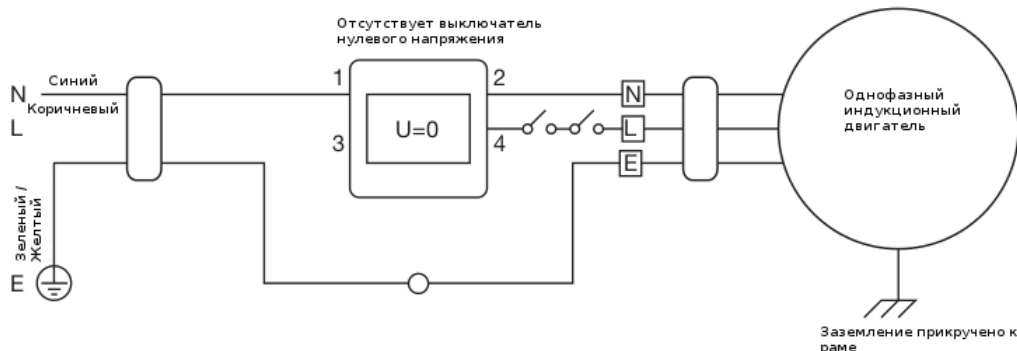 Отсутствует выключатель
нулевого напряжения
N
Синий
1
2
N
Коричневый
L
U=0
3
4
L
E
Однофазный
индукционный
двигатель
Зеленый /
Желтый
E
Заземление прикручено к
раме